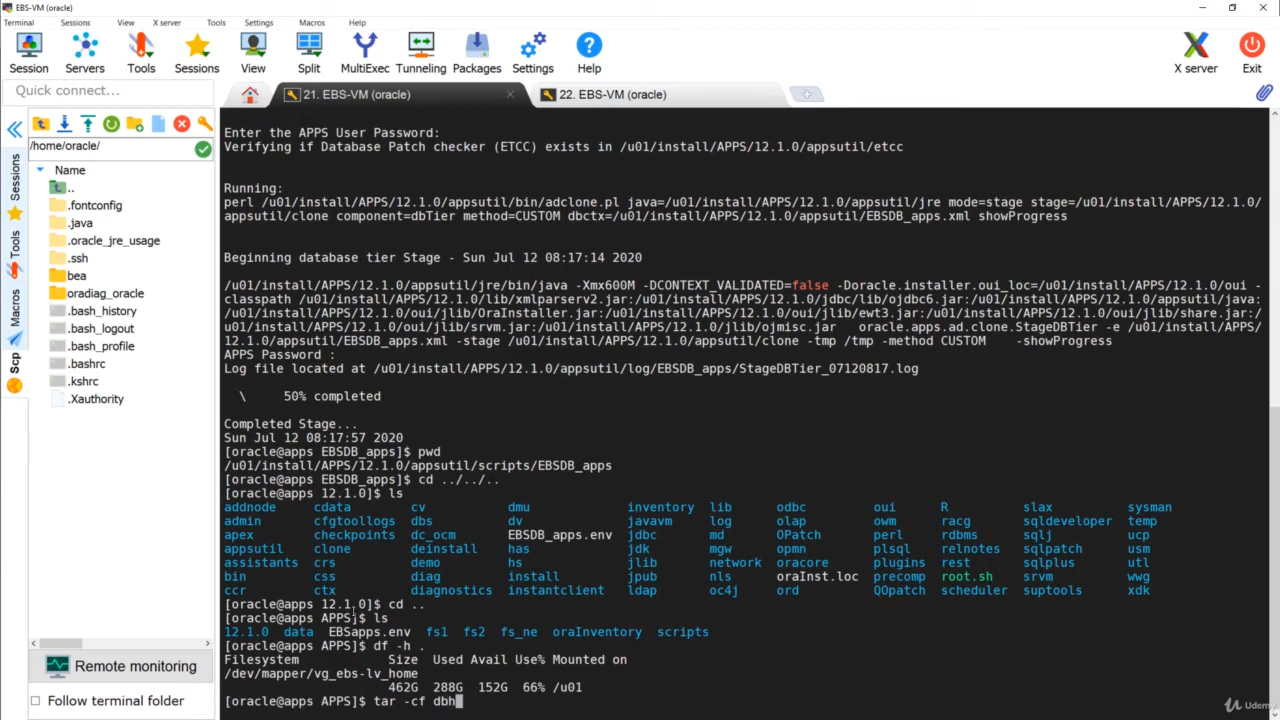 EBS-VM (oracle)
Terminal Sessions View X server Tools Settings Macros Help
Session Servers Tools Sessions View Split MultiExec Tunneling Packages Settings Help X server Exit
Quick connect...
21. EBS-VM (oracle)
22. EBS-VM (oracle)
/home/oracle/
Name
..
.fontconfig
.java
.oracle_jre_usage
.ssh
bea
oradiag_oracle
.bash_history
.bash_logout
.bash_profile
.bashrc
.kshrc
.Xauthority
Sessions
Tools
Macros
Scp
Remote monitoring
Follow terminal folder
Enter the APPS User Password:
Verifying if Database Patch checker (ETCC) exists in /u01/install/APPS/12.1.0/appsutil/etcc
Running:
perl /u01/install/APPS/12.1.0/appsutil/bin/adclone.pl java=/u01/install/APPS/12.1.0/appsutil/jre mode=stage stage=/u01/install/APPS/12.1.0/
appsutil/clone component=dbTier method=CUSTOM dbctx=/u01/install/APPS/12.1.0/appsutil/EBSDB_apps.xml showProgress
Beginning database tier Stage - Sun Jul 12 08:17:14 2020
/u01/install/APPS/12.1.0/appsutil/jre/bin/java -Xmx600M -DCONTEXT_VALIDATED=false -Doracle.installer.oui_loc=/u01/install/APPS/12.1.0/oui -
classpath /u01/install/APPS/12.1.0/lib/xmlparserv2.jar:/u01/install/APPS/12.1.0/jdbc/lib/ojdbc6.jar:/u01/install/APPS/12.1.0/appsutil/java:
/u01/install/APPS/12.1.0/oui/jlib/OraInstaller.jar:/u01/install/APPS/12.1.0/oui/jlib/ewt3.jar:/u01/install/APPS/12.1.0/oui/jlib/share.jar:/
u01/install/APPS/12.1.0/oui/jlib/srvm.jar:/u01/install/APPS/12.1.0/jlib/ojmisc.jar oracle.apps.ad.clone.StageDBTier -e /u01/install/APPS/
12.1.0/appsutil/EBSDB_apps.xml -stage /u01/install/APPS/12.1.0/appsutil/clone -tmp /tmp -method CUSTOM -showProgress
APPS Password :
Log file located at /u01/install/APPS/12.1.0/appsutil/log/EBSDB_apps/StageDBTier_07120817.log
\ 50% completed
Completed Stage...
Sun Jul 12 08:17:57 2020
[oracle@apps EBSDB_apps]$ pwd
/u01/install/APPS/12.1.0/appsutil/scripts/EBSDB_apps
[oracle@apps EBSDB_apps]$ cd ../../..
[oracle@apps 12.1.0]$ ls
addnode cdata cv dmu inventory lib odbc oui R slax sysman
admin cfgtoollogs dbs dv javavm log olap owm racg sqldeveloper temp
apex checkpoints dc_ocm EBSDB_apps.env jdbc md OPatch perl rdbms sqlj ucp
appsutil clone deinstall has jdk mgw opmn plsql relnotes sqlpatch usm
assistants crs demo hs jlib network oracore plugins rest sqlplus utl
bin css diag install jpub nls oraInst.loc precomp root.sh srvm wwg
ccr ctx diagnostics instantclient ldap oc4j ord QOpatch scheduler suptools xdk
[oracle@apps 12.1.0]$ cd ..
[oracle@apps APPS]$ ls
12.1.0 data EBSapps.env fs1 fs2 fs_ne oraInventory scripts
[oracle@apps APPS]$ df -h .
Filesystem Size Used Avail Use% Mounted on
/dev/mapper/vg_ebs-lv_home
462G 288G 152G 66% /u01
[oracle@apps APPS]$ tar -cf dbh
Udemy